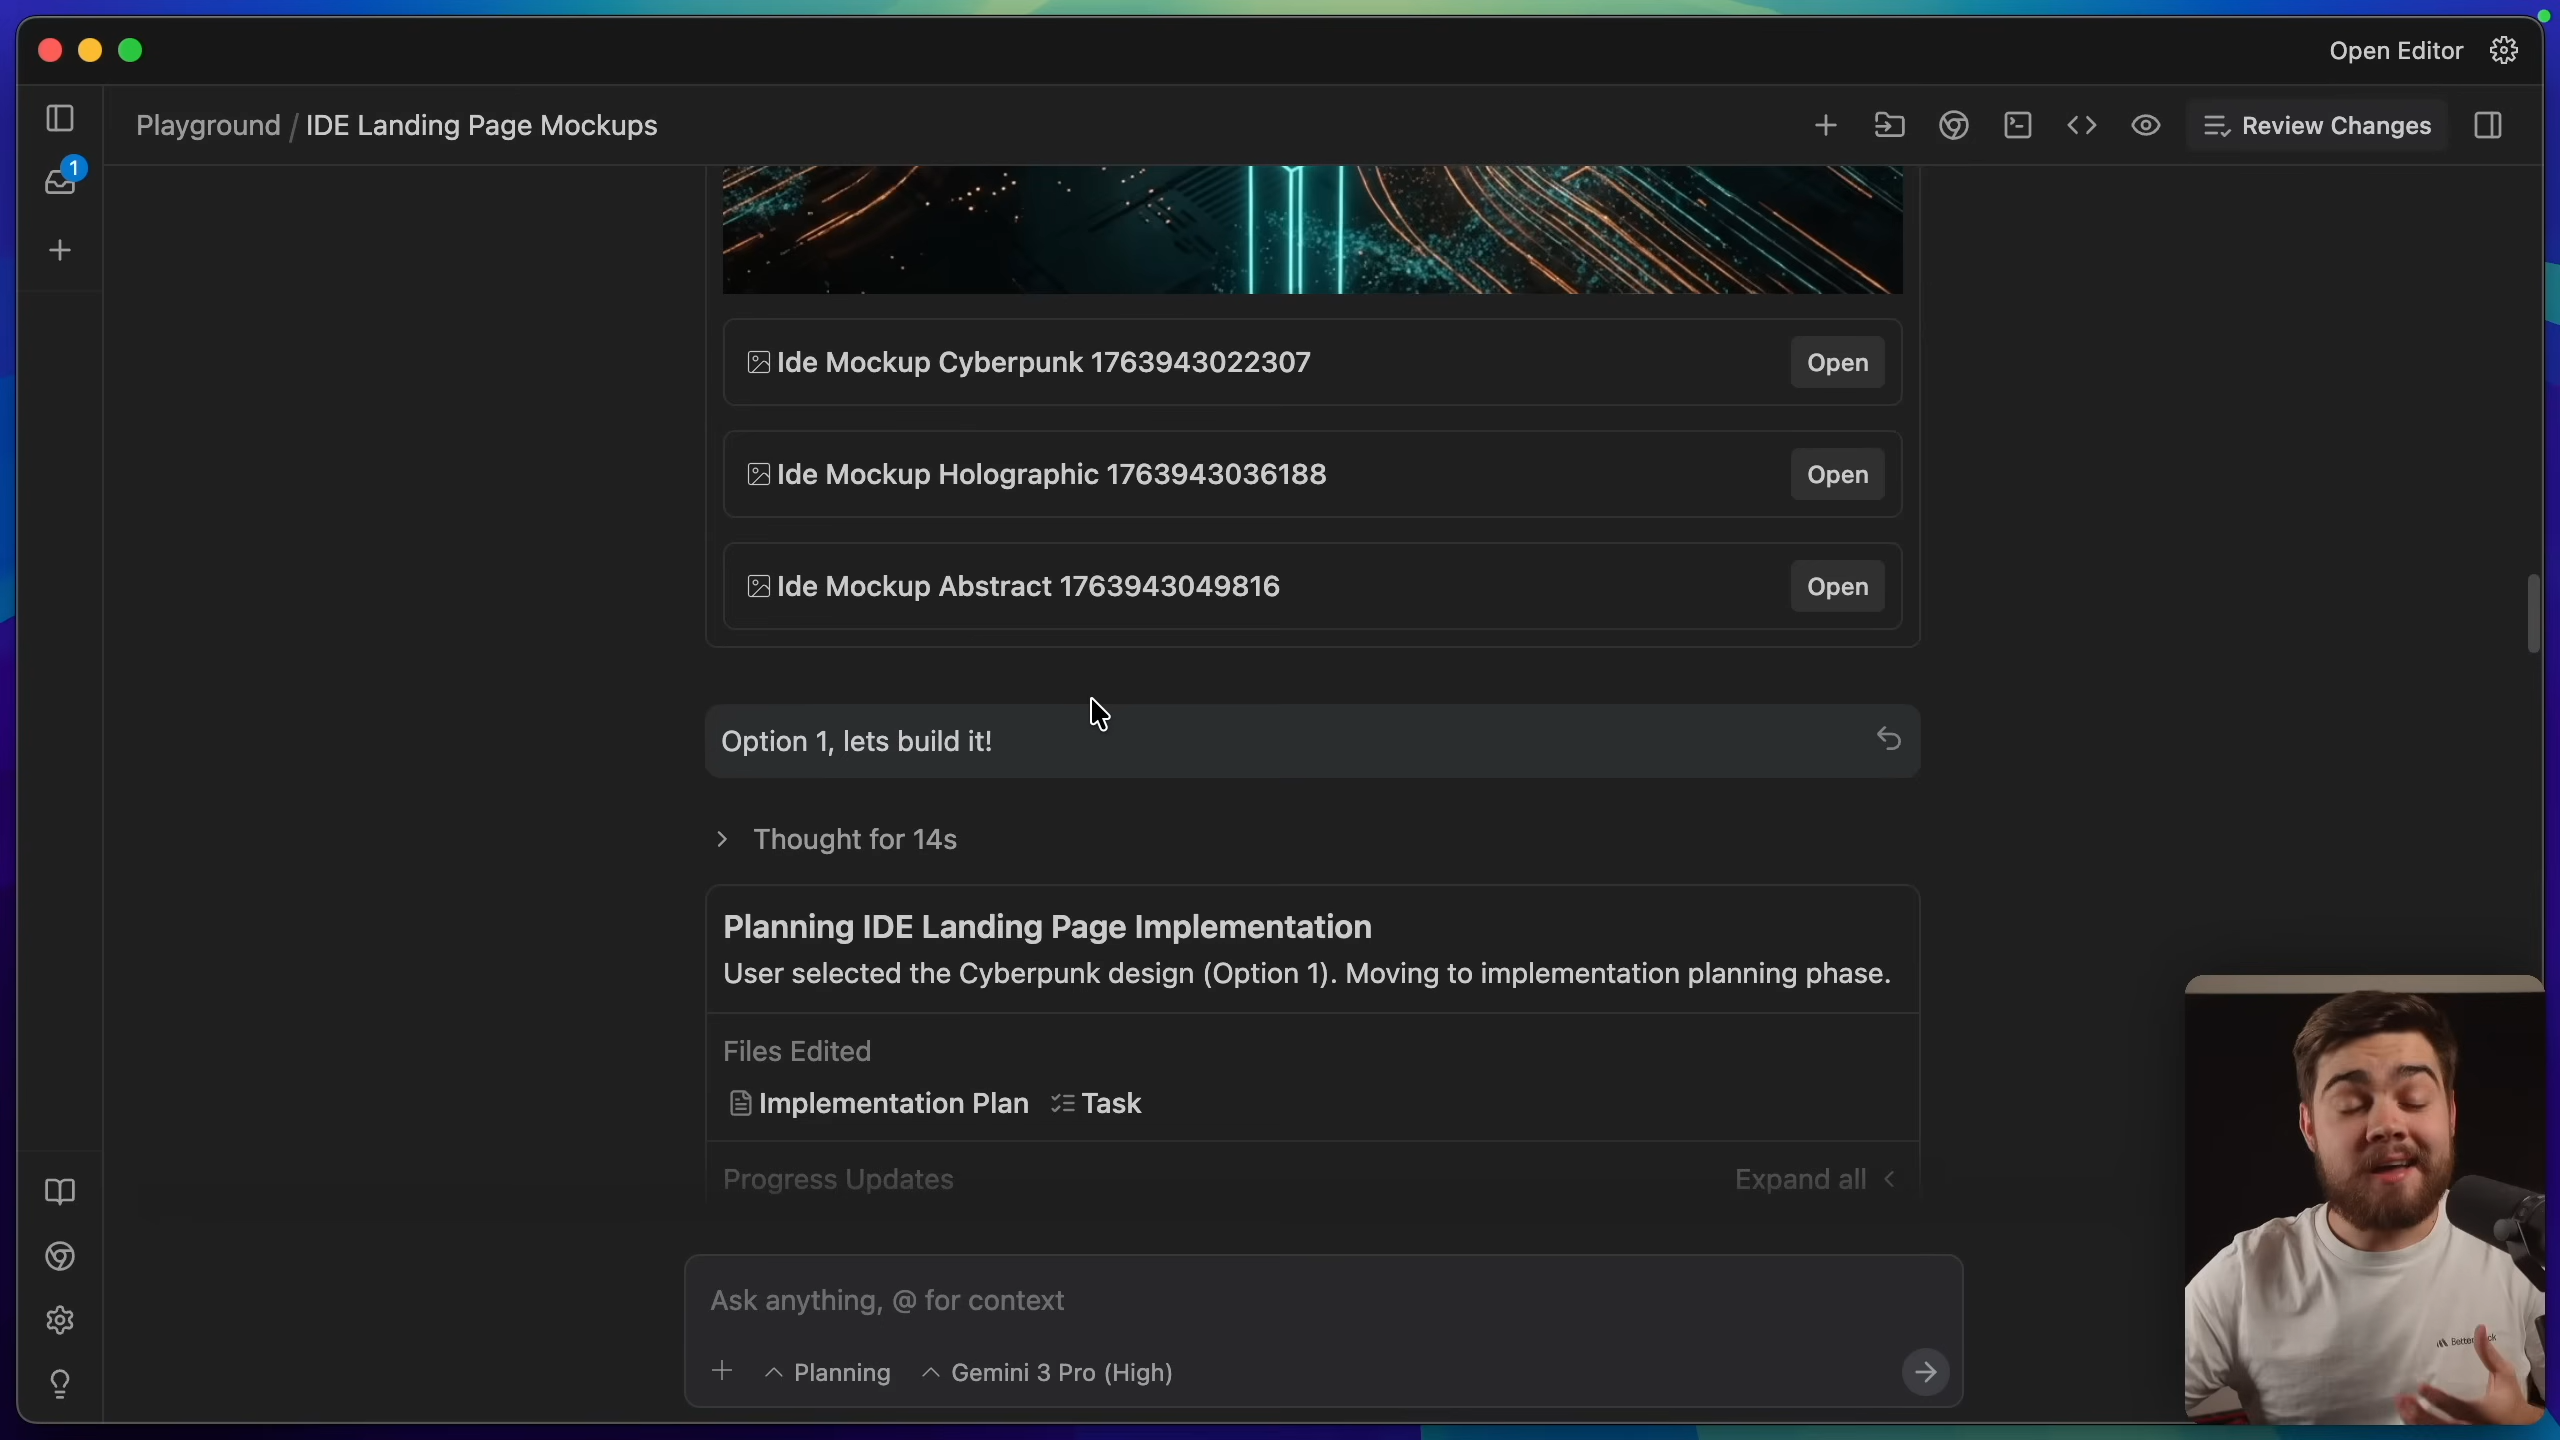 Open Editor
Playground / IDE Landing Page Mockups
Review Changes
1
Ide Mockup Cyberpunk 1763943022307
Open
Ide Mockup Holographic 1763943036188
Open
Ide Mockup Abstract 1763943049816
Open
Option 1, lets build it!
Thought for 14s
Planning IDE Landing Page Implementation
User selected the Cyberpunk design (Option 1). Moving to implementation planning phase.
Files Edited
Implementation Plan Task
Progress Updates
Expand all
Ask anything, @ for context
Planning
Gemini 3 Pro (High)